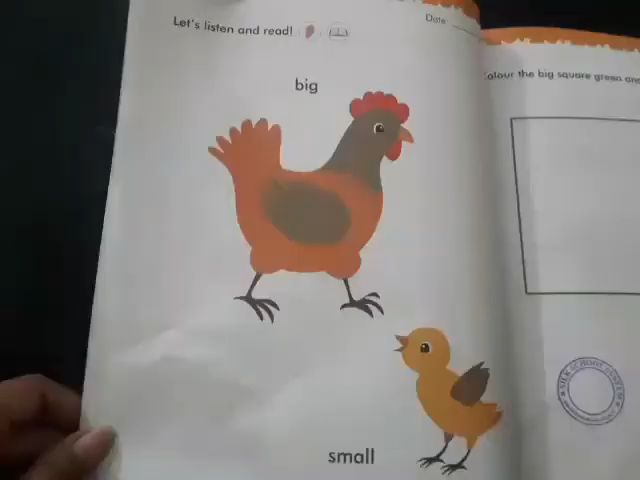 Let's listen and read!
Date
big
small
Colour the big square green and